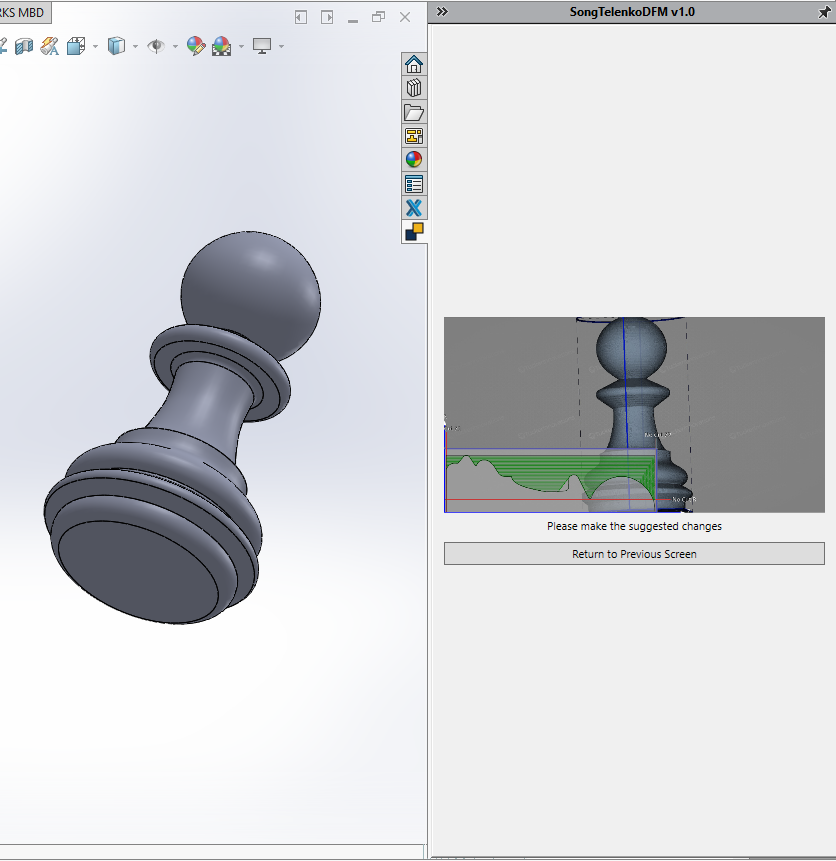 RKS MBD
SongTelenkoDFM v1.0
Please make the suggested changes
Return to Previous Screen